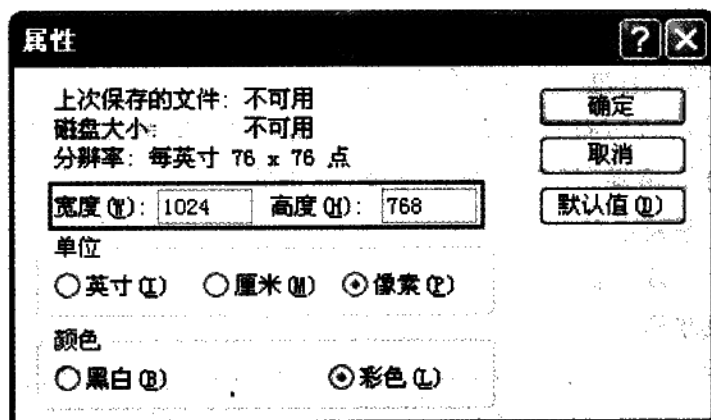 属性
上次保存的文件: 不可用
磁盘大小: 不可用
分辨率: 每英寸 76 x 76 点
宽度(W): 1024 高度(H): 768
单位
英寸(I) 厘米(M) 像素(P)
颜色
黑白(B) 彩色(L)
确定
取消
默认值(D)